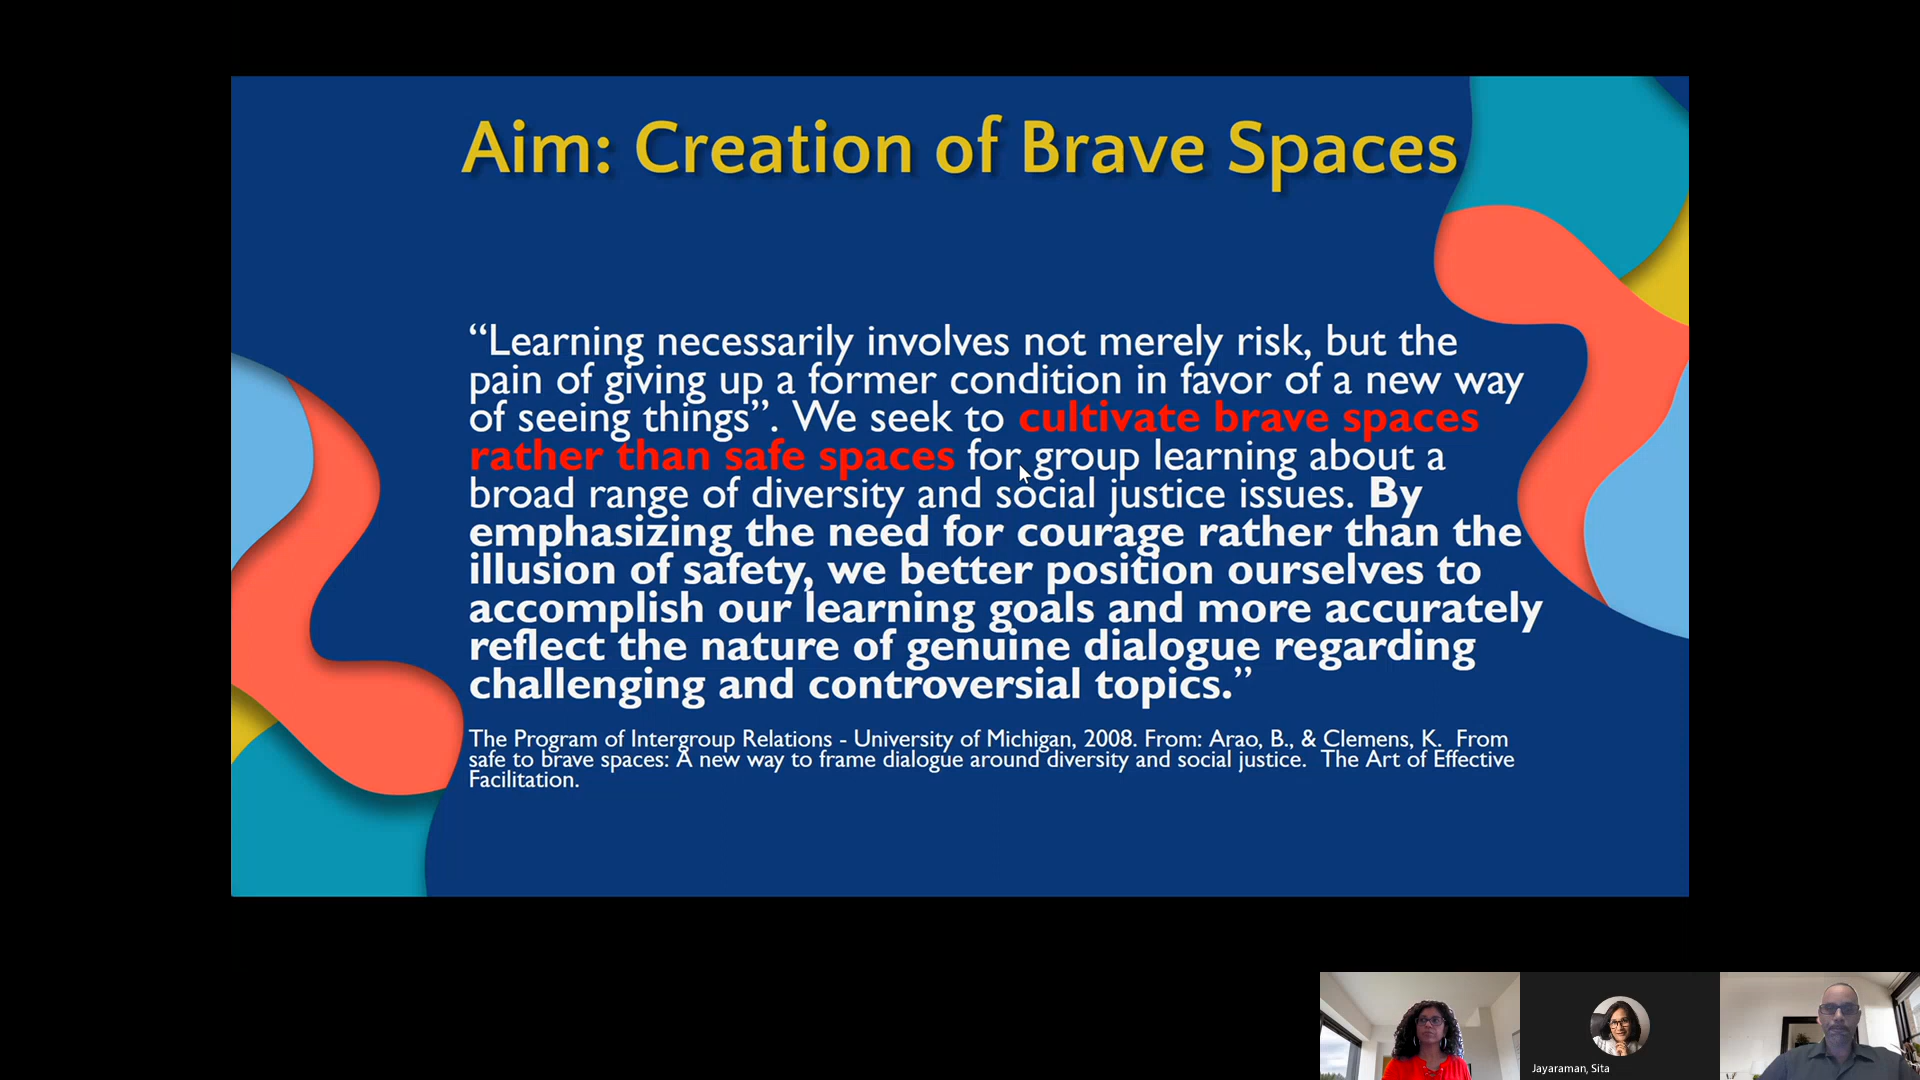 Aim: Creation of Brave Spaces
“Learning necessarily involves not merely risk, but the
pain of giving up a former condition in favor of a new way
of seeing things”. We seek to cultivate brave spaces
rather than safe spaces for group learning about a
broad range of diversity and social justice issues. By
emphasizing the need for courage rather than the
illusion of safety, we better position ourselves to
accomplish our learning goals and more accurately
reflect the nature of genuine dialogue regarding
challenging and controversial topics.”
The Program of Intergroup Relations - University of Michigan, 2008. From: Arao, B., & Clemens, K.  From
safe to brave spaces: A new way to frame dialogue around diversity and social justice.  The Art of Effective
Facilitation.
Jayaraman, Sita